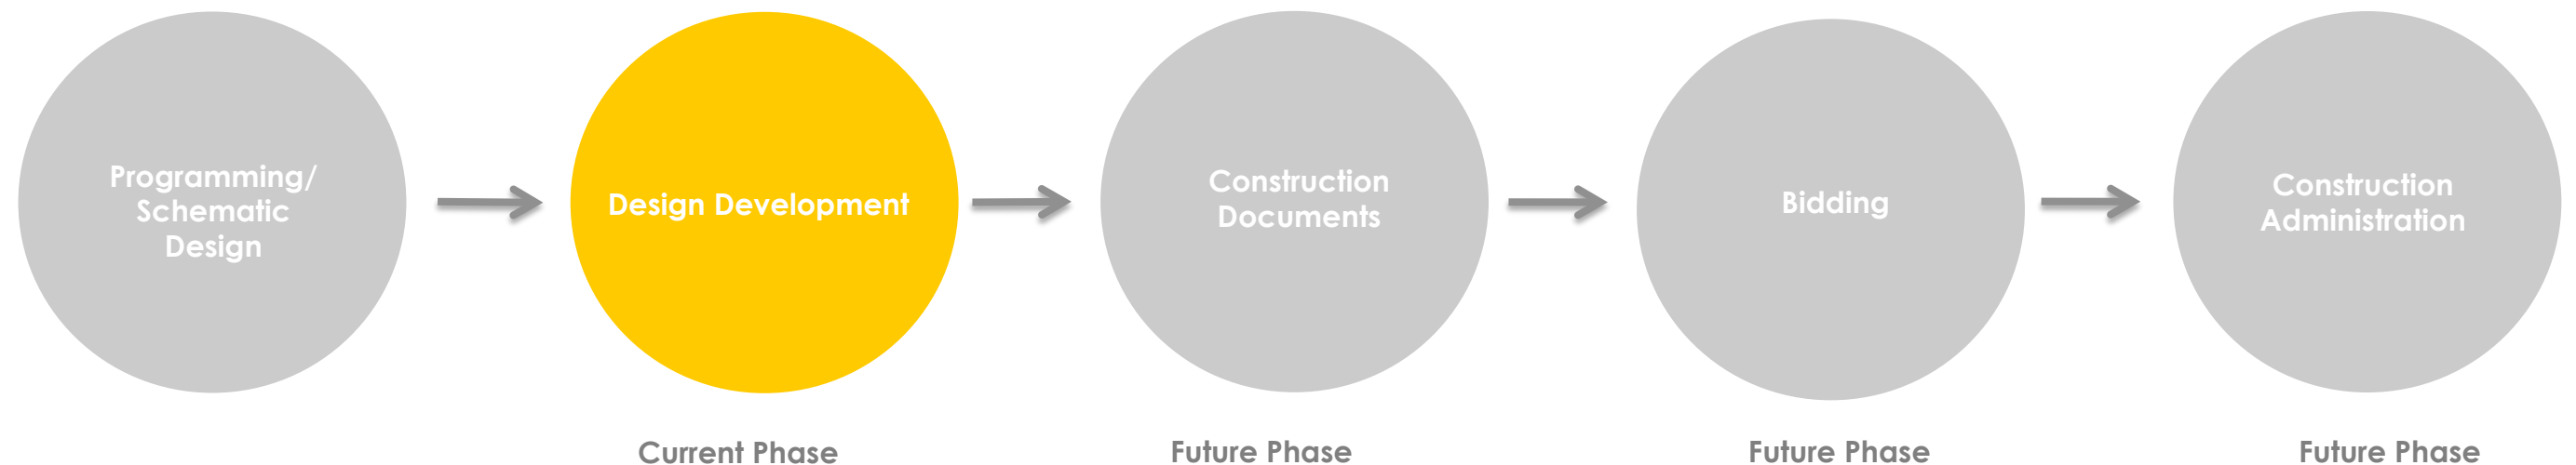 Programming/
Schematic
Design
Design Development
Construction
Documents
Bidding
Construction
Administration
Current Phase
Future Phase
Future Phase
Future Phase